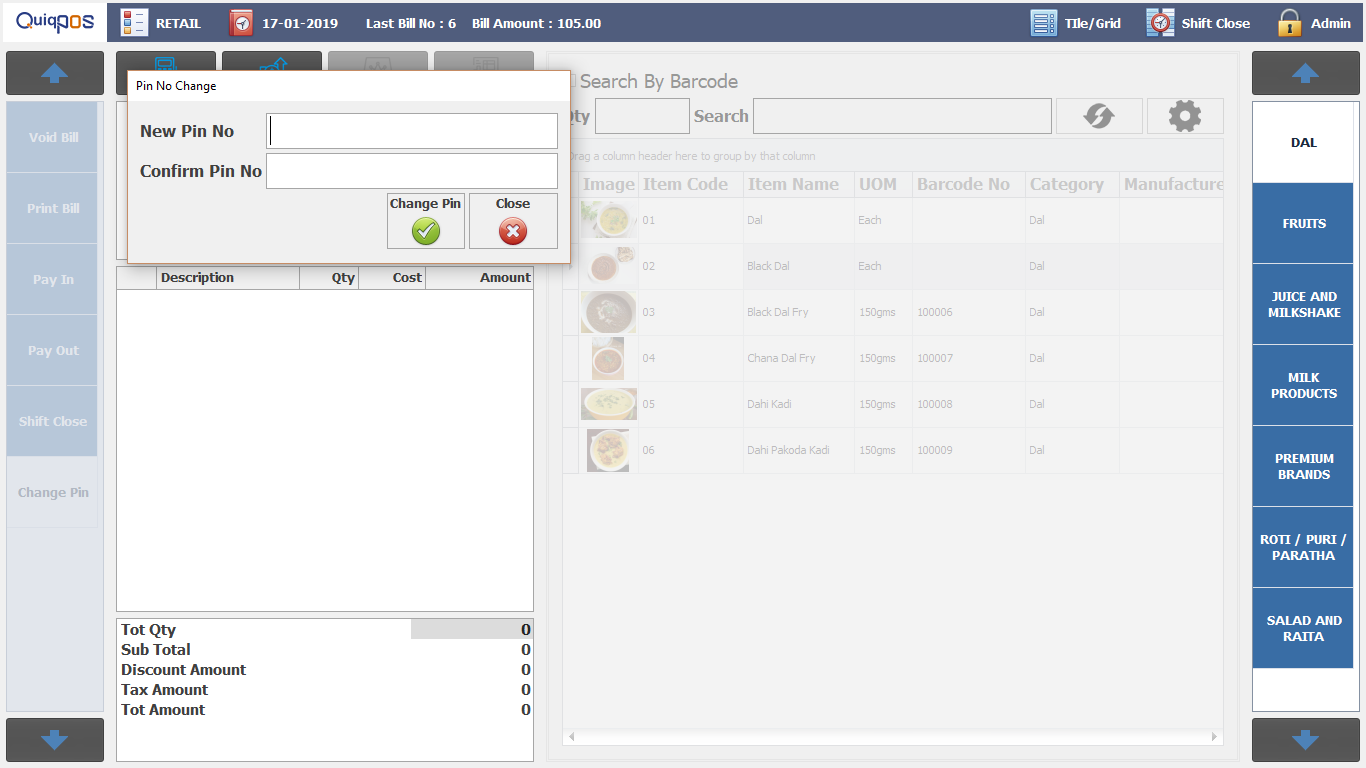 QuiqPOS
RETAIL
17-01-2019
Last Bill No : 6
Bill Amount : 105.00
TIle/Grid
Shift Close
Admin
Void Bill
Print Bill
Pay In
Pay Out
Shift Close
Change Pin
Pin No Change
New Pin No
Confirm Pin No
Change Pin
Close
Description Qty Cost Amount
Tot Qty 0
Sub Total 0
Discount Amount 0
Tax Amount 0
Tot Amount 0
Search By Barcode
Search
a column header here to group by that column
Image Item Code Item Name UOM Barcode No Category Manufacture
01 Dal Each Dal
02 Black Dal Each Dal
03 Black Dal Fry 150gms 100006 Dal
04 Chana Dal Fry 150gms 100007 Dal
05 Dahi Kadi 150gms 100008 Dal
06 Dahi Pakoda Kadi 150gms 100009 Dal
DAL
FRUITS
JUICE AND
MILKSHAKE
MILK
PRODUCTS
PREMIUM
BRANDS
ROTI / PURI /
PARATHA
SALAD AND
RAITA